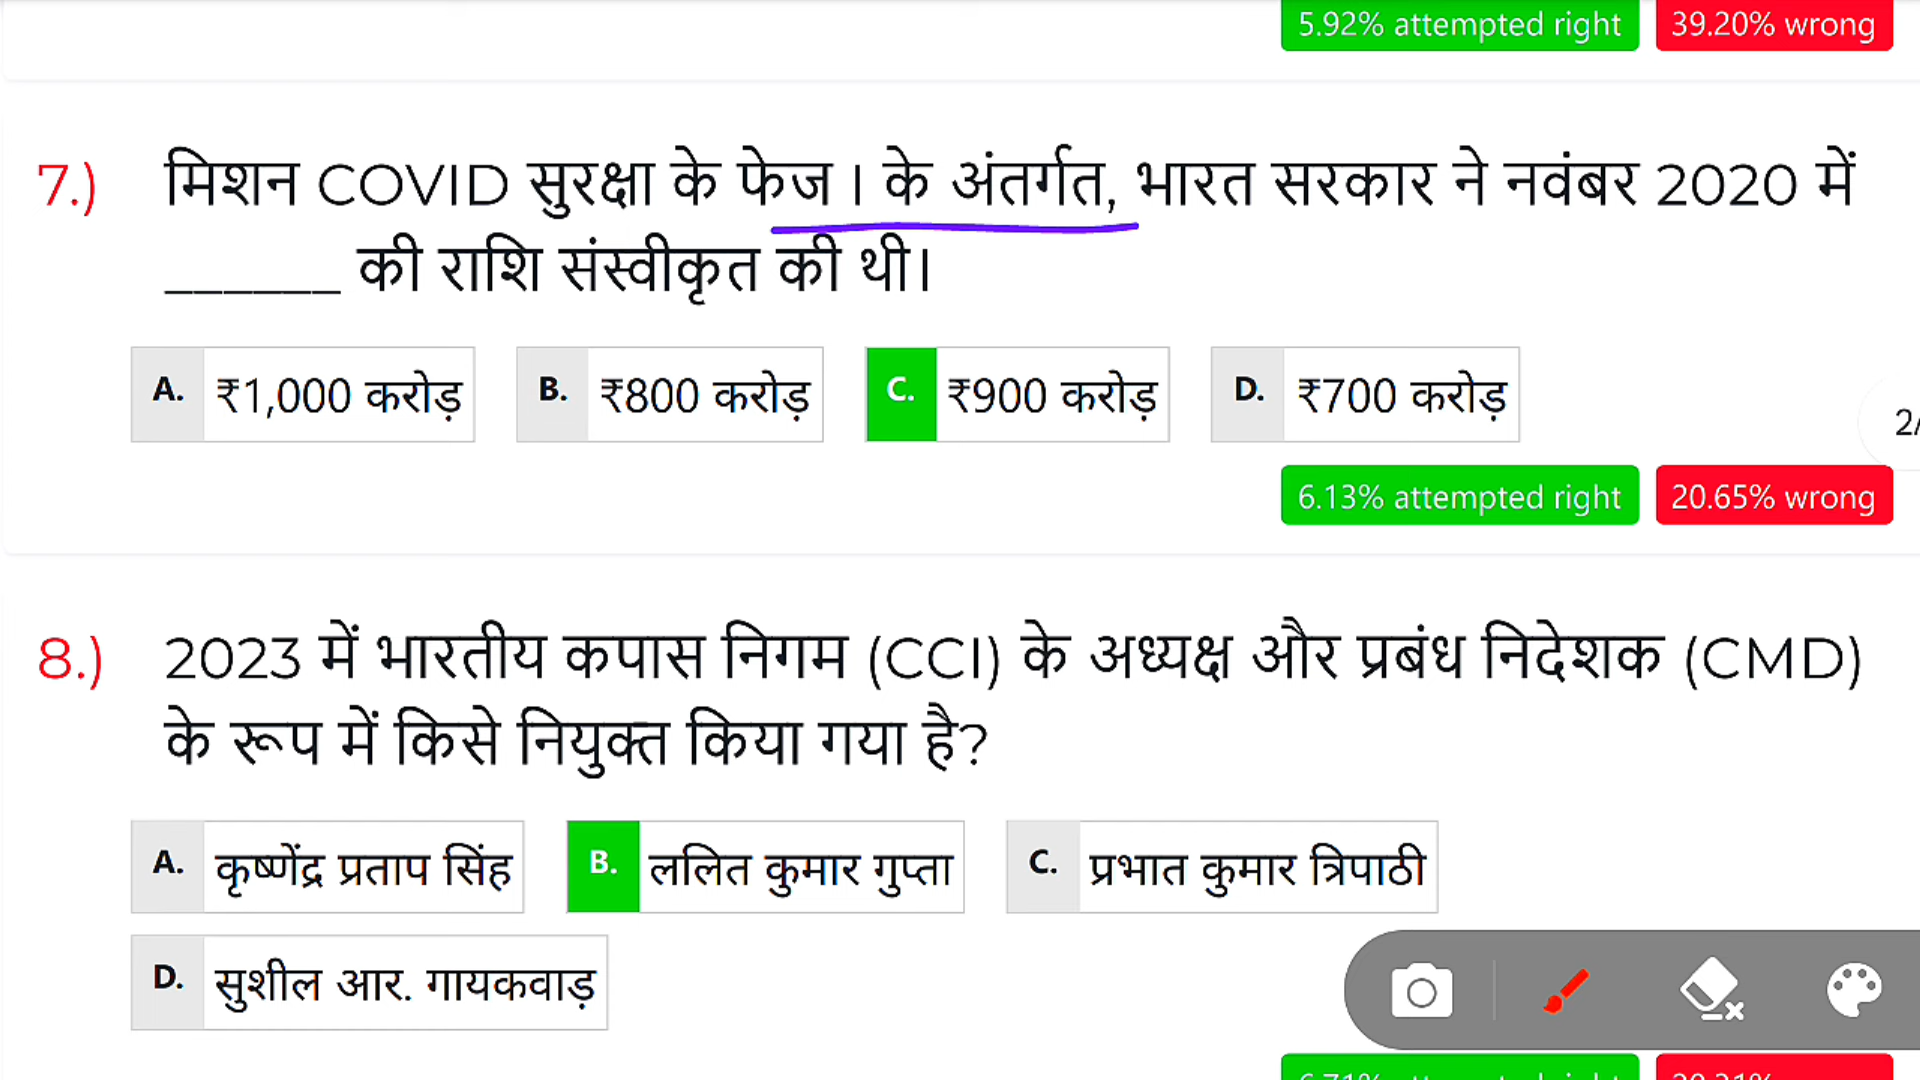 5.92% attempted right 39.20% wrong
7.) मिशन COVID सुरक्षा के फेज I के अंतर्गत, भारत सरकार ने नवंबर 2020 में
______ की राशि संस्वीकृत की थी।
A. ₹1,000 करोड़ B. ₹800 करोड़ C. ₹900 करोड़ D. ₹700 करोड़
2/
6.13% attempted right 20.65% wrong
8.) 2023 में भारतीय कपास निगम (CCI) के अध्यक्ष और प्रबंध निदेशक (CMD)
के रूप में किसे नियुक्त किया गया है?
A. कृष्णेंद्र प्रताप सिंह B. ललित कुमार गुप्ता C. प्रभात कुमार त्रिपाठी
D. सुशील आर. गायकवाड़